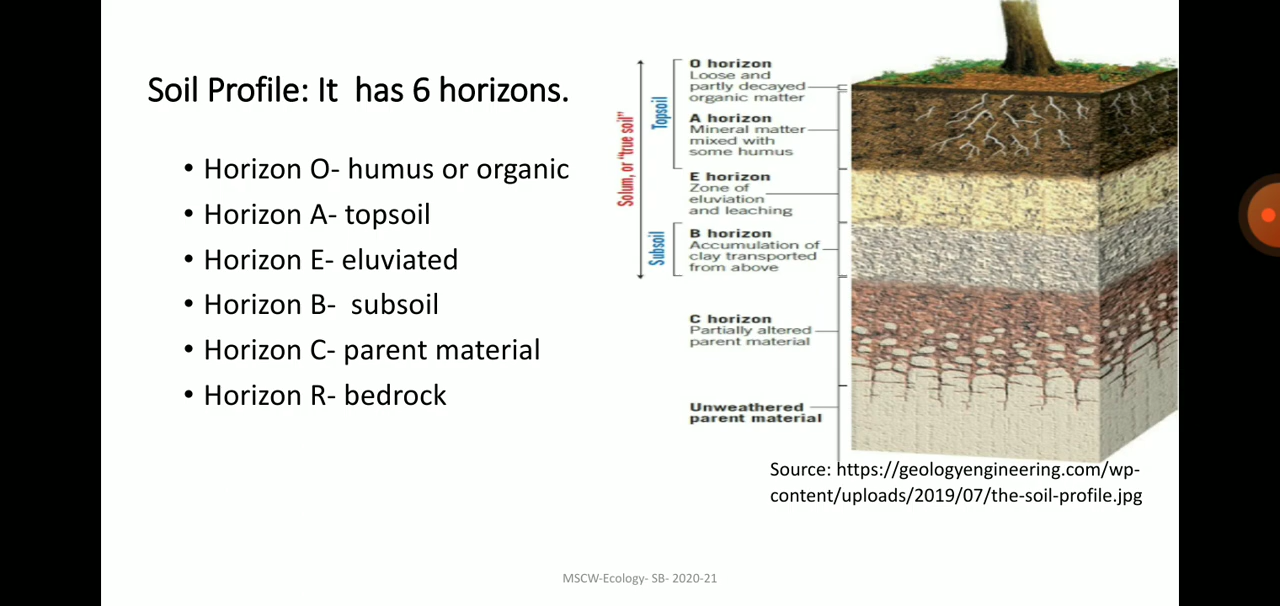 Soil Profile: It  has 6 horizons.
• Horizon O- humus or organic
• Horizon A- topsoil
• Horizon E- eluviated
• Horizon B-  subsoil
• Horizon C- parent material
• Horizon R- bedrock
Solum, or "true soil"
Topsoil
Subsoil
O horizon
Loose and
partly decayed
organic matter
A horizon
Mineral matter
mixed with
some humus
E horizon
Zone of
eluviation
and leaching
B horizon
Accumulation of
clay transported
from above
C horizon
Partially altered
parent material
Unweathered
parent material
Source: https://geologyengineering.com/wp-
content/uploads/2019/07/the-soil-profile.jpg
MSCW-Ecology- SB- 2020-21